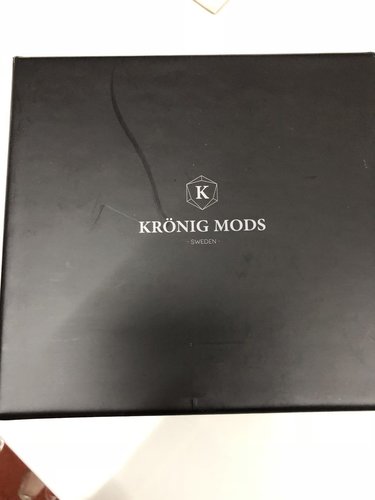 K
KRÖNIG MODS
- SWEDEN -